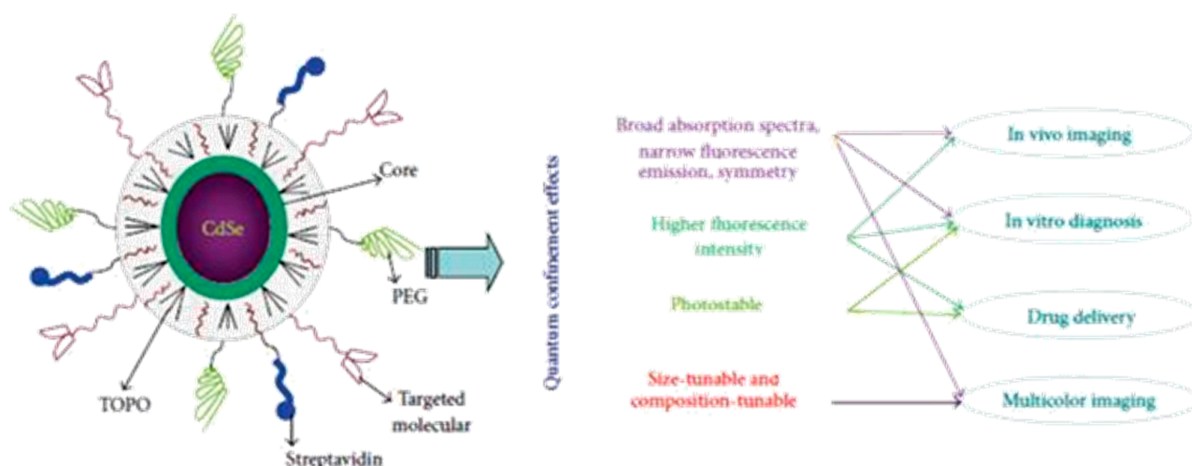 CdSe
Core
PEG
TOPO
Targeted
molecular
Streptavidin
Quantum confinement effects
Broad absorption spectra,
narrow fluorescence
emission, symmetry
Higher fluorescence
intensity
Photostable
Size-tunable and
composition-tunable
In vivo imaging
In vitro diagnosis
Drug delivery
Multicolor imaging